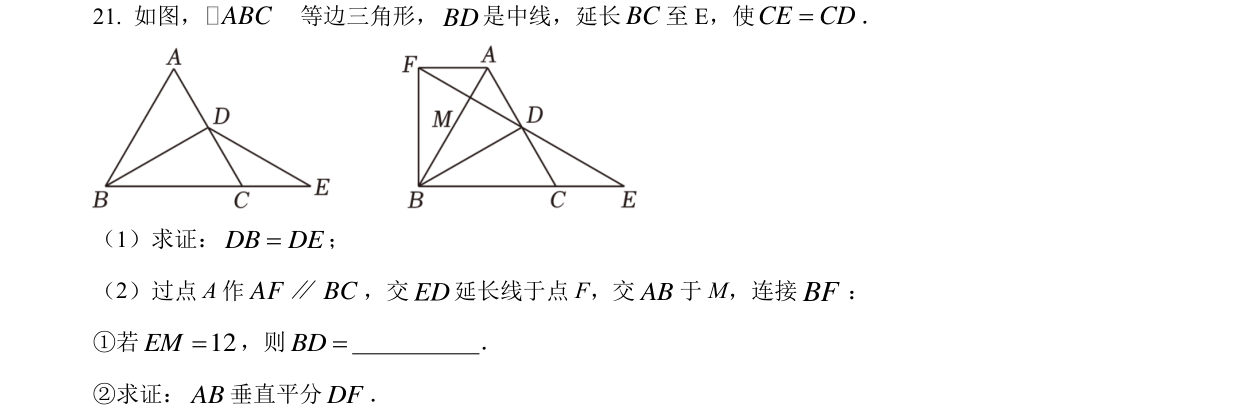 21. 如图，□ABC 等边三角形，BD是中线，延长BC至E，使CE = CD．
A
D
B
C
E
F
A
M
D
B
C
E
（1）求证：DB = DE；
（2）过点A作AF∥BC，交ED延长线于点F，交AB于M，连接BF：
①若EM =12，则BD=___________．
②求证：AB垂直平分DF．